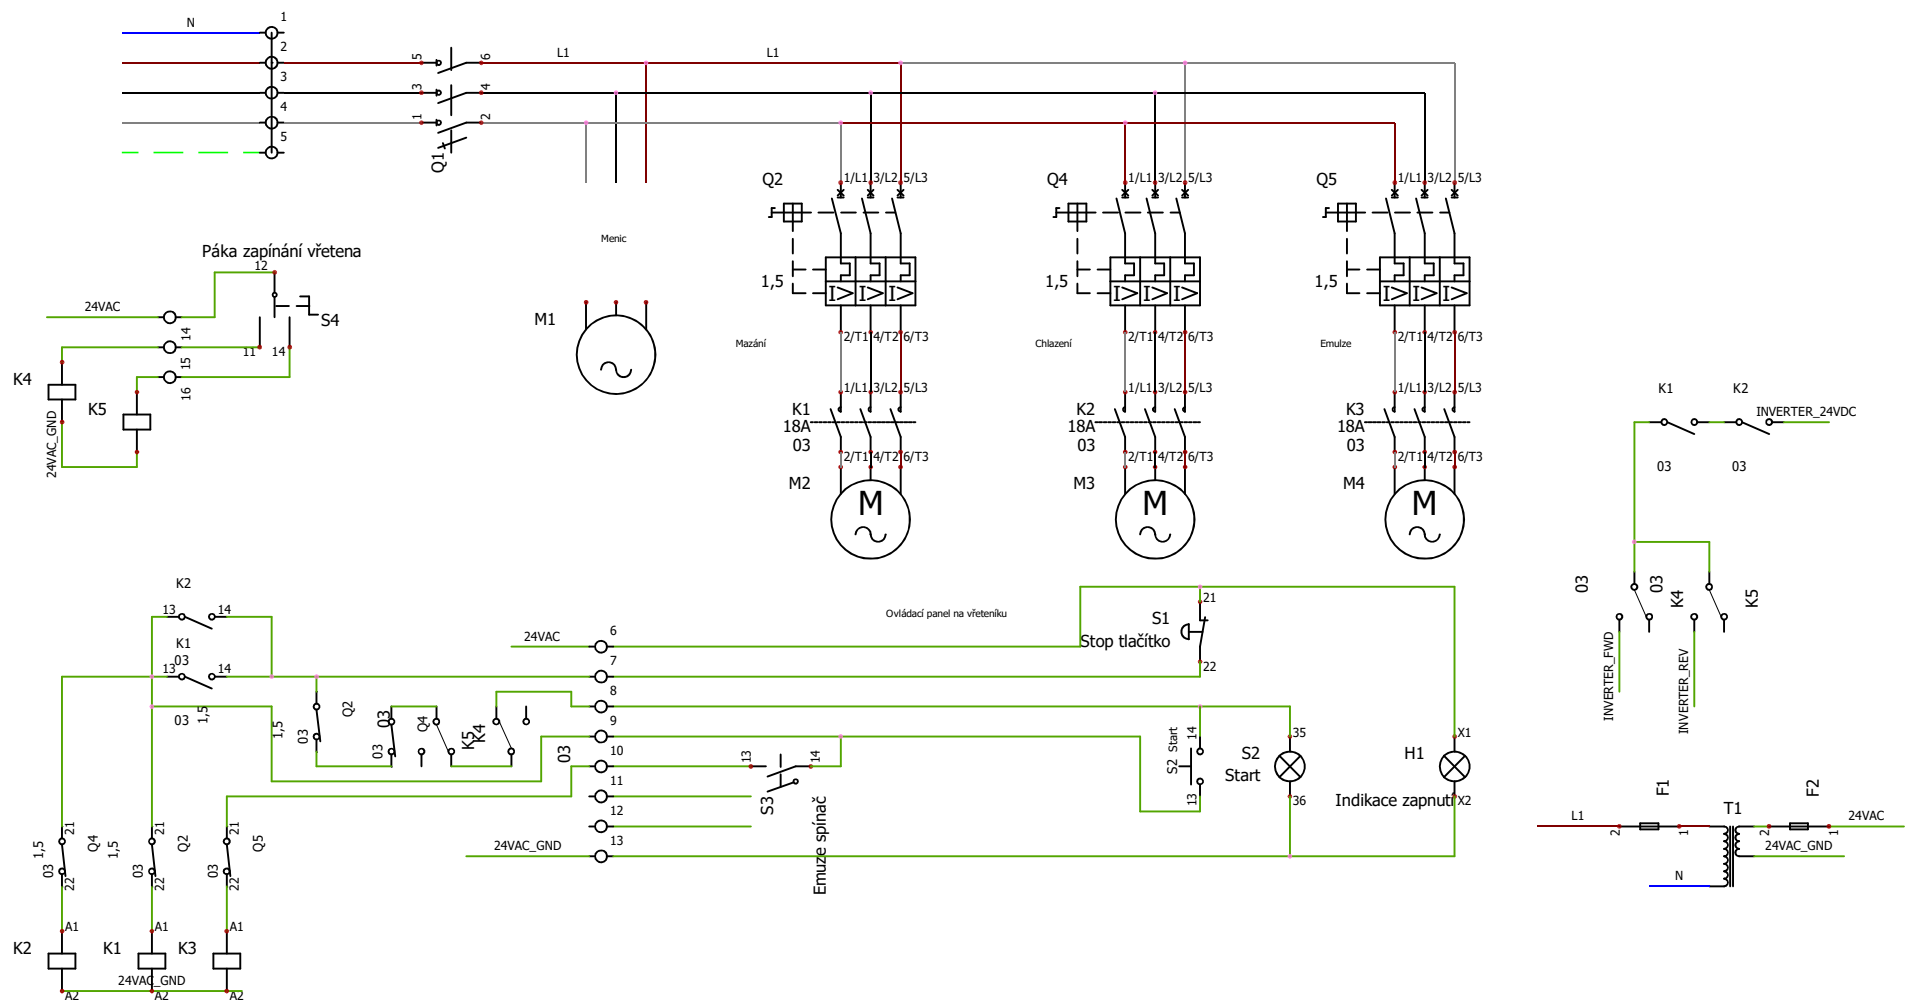 N
1
2
3
4
5
5
6
3
4
1
2
Q1
L1
L1
Q2
1/L1 3/L2 5/L3
1,5
2/T1 4/T2 6/T3
Mazání
K1
18A
03
1/L1 3/L2 5/L3
2/T1 4/T2 6/T3
M2
M
Q4
1/L1 3/L2 5/L3
1,5
2/T1 4/T2 6/T3
Chlazení
K2
18A
03
1/L1 3/L2 5/L3
2/T1 4/T2 6/T3
M3
M
Q5
1/L1 3/L2 5/L3
1,5
2/T1 4/T2 6/T3
Emulze
K3
18A
03
1/L1 3/L2 5/L3
2/T1 4/T2 6/T3
M4
M
Menic
M1
Páka zapínání vřetena
12
24VAC
S4
14
11 14
15
16
K4
K5
24VAC_GND
K1
K2
INVERTER_24VDC
03
03
03
03
K4
K5
INVERTER_FWD
INVERTER_REV
K2
13 14
K1
03
13 14
03
1,5
1,5
03
Q2
03
03
Q4
K5
K4
03
24VAC
6
7
8
9
10
11
12
13
24VAC_GND
Ovládací panel na vřeteníku
21
S1
Stop tlačítko
22
13
14
S3
Emuze spínač
14
S2 Start
13
35
S2
Start
36
X1
H1
Indikace zapnutí
X2
F1
F2
T1
L1
2
1
2
1
24VAC
24VAC_GND
N
21
1,5
03
Q4
22
21
1,5
03
Q2
22
21
03
Q5
22
A1
A1
A1
K2
K1
K3
24VAC_GND
A2
A2
A2